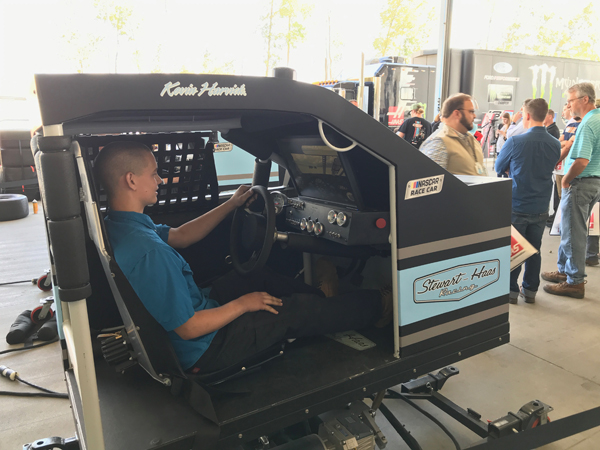 Kevin Harvick
NASCAR
RACE CAR
Stewart - Haas
Racing